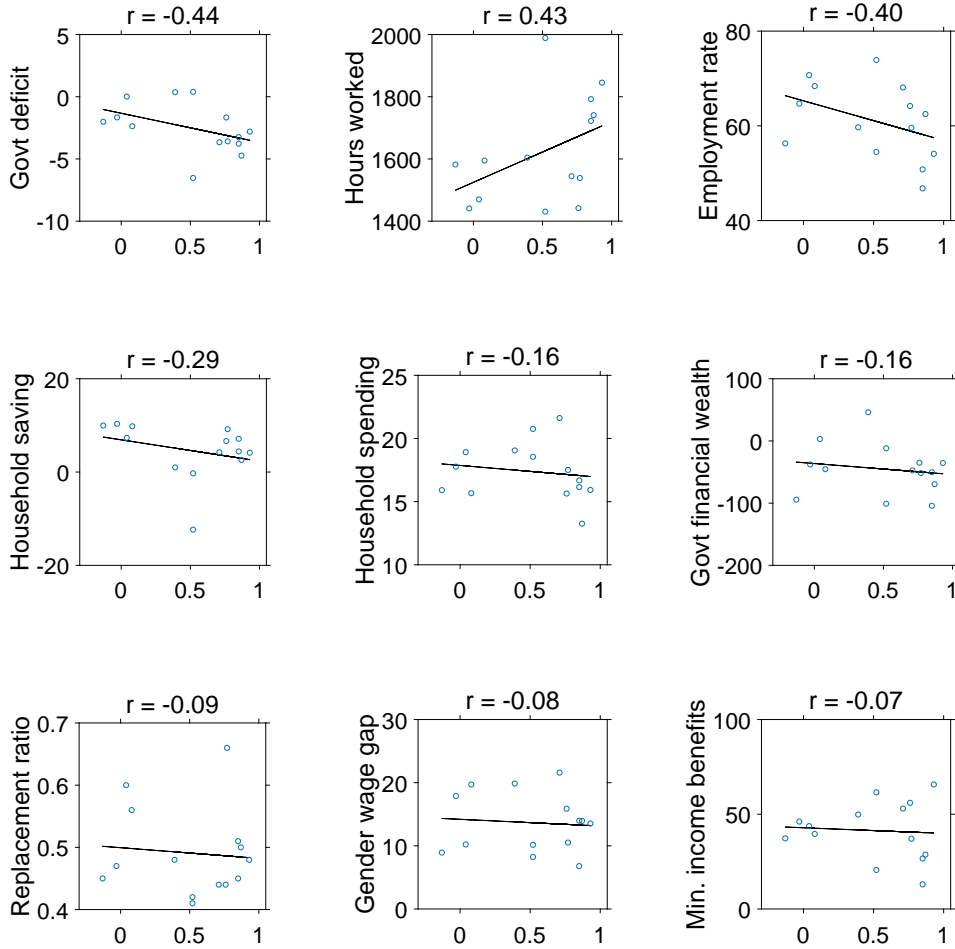 r = -0.44
Govt deficit
5
0
-5
-10
0 0.5 1
r = 0.43
Hours worked
2000
1800
1600
1400
0 0.5 1
r = -0.40
Employment rate
80
60
40
0 0.5 1
r = -0.29
Household saving
20
0
-20
0 0.5 1
r = -0.16
Household spending
25
20
15
10
0 0.5 1
r = -0.16
Govt financial wealth
100
0
-100
-200
0 0.5 1
r = -0.09
Replacement ratio
0.7
0.6
0.5
0.4
0 0.5 1
r = -0.08
Gender wage gap
30
20
10
0
0 0.5 1
r = -0.07
Min. income benefits
100
50
0
0 0.5 1